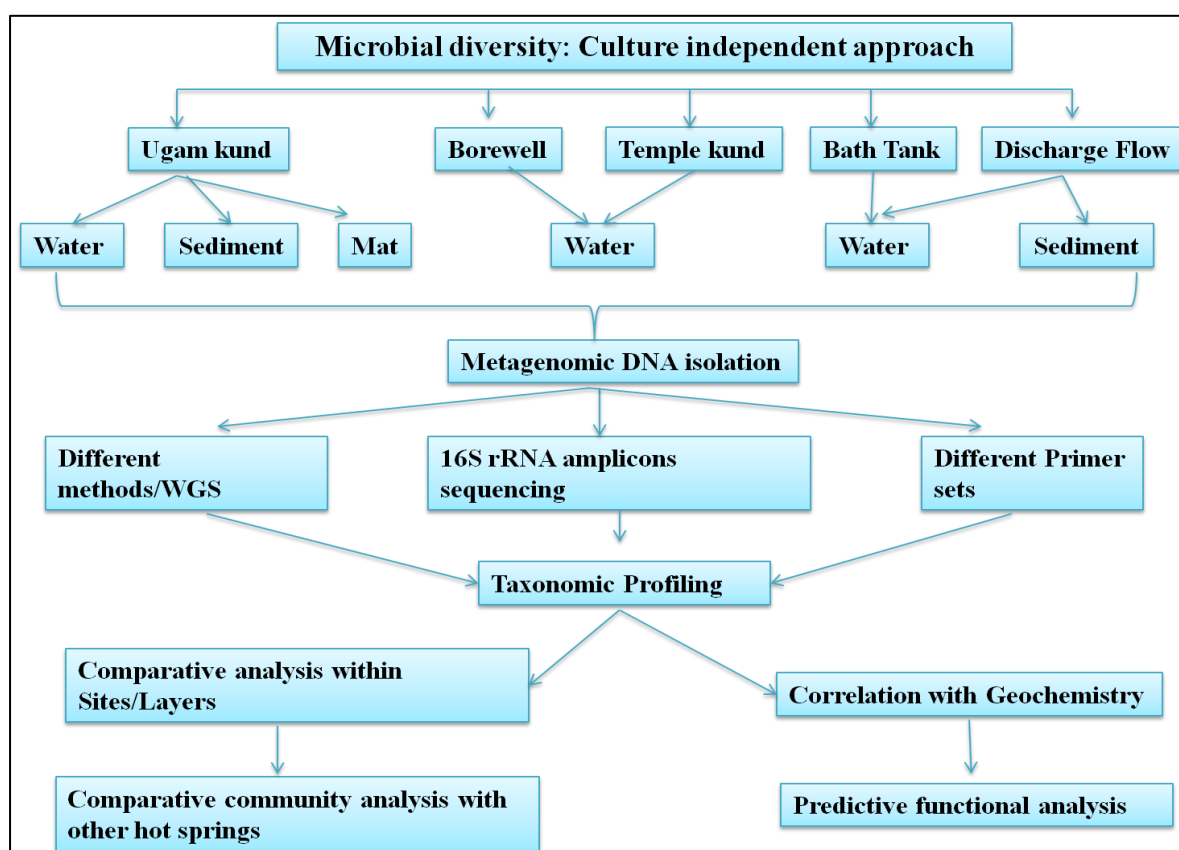 Microbial diversity: Culture independent approach
Ugam kund
Borewell
Temple kund
Bath Tank
Discharge Flow
Water
Sediment
Mat
Water
Water
Sediment
Metagenomic DNA isolation
Different
methods/WGS
16S rRNA amplicons
sequencing
Different Primer
sets
Taxonomic Profiling
Comparative analysis within
Sites/Layers
Correlation with Geochemistry
Comparative community analysis with
other hot springs
Predictive functional analysis